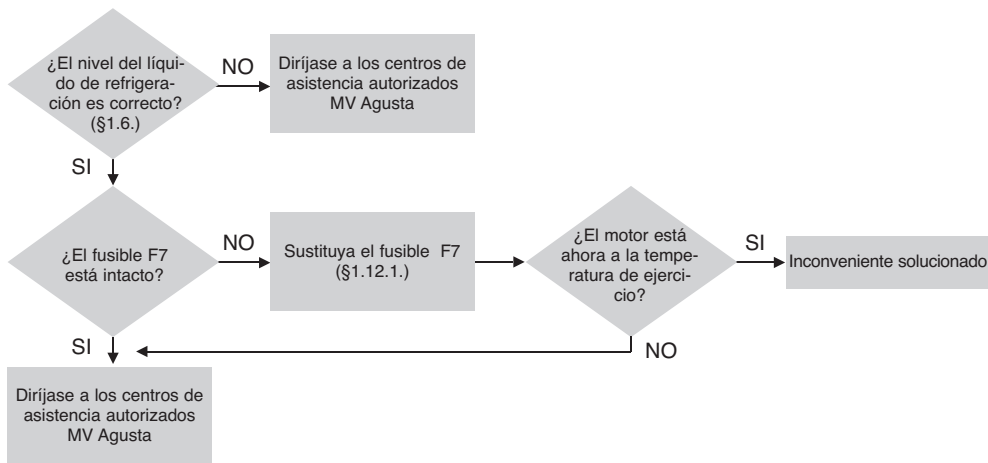 ¿El nivel del líqui-
do de refrigera-
ción es correcto?
(§1.6.)
NO
Diríjase a los centros de
asistencia autorizados
MV Agusta
SI
¿El fusible F7
está intacto?
NO
Sustituya el fusible F7
(§1.12.1.)
¿El motor está
ahora a la tempe-
ratura de ejerci-
cio?
SI
Inconveniente solucionado
SI
NO
Diríjase a los centros de
asistencia autorizados
MV Agusta